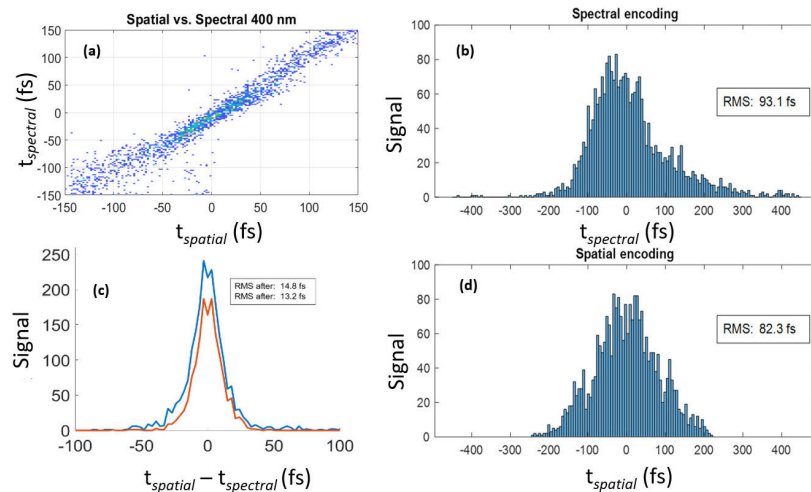 Spatial vs. Spectral 400 nm
(a)
150
100
50
0
-50
-100
-150
t_spectral (fs)
-150 -100 -50 0 50 100 150
t_spatial (fs)
Spectral encoding
(b)
100
80
60
40
20
0
Signal
RMS: 93.1 fs
-400 -300 -200 -100 0 100 200 300 400
t_spectral (fs)
(c)
250
200
150
100
50
0
Signal
RMS after: 14.8 fs
RMS after: 13.2 fs
-100 -50 0 50 100
t_spatial – t_spectral (fs)
Spatial encoding
(d)
100
80
60
40
20
0
Signal
RMS: 82.3 fs
-400 -300 -200 -100 0 100 200 300 400
t_spatial (fs)